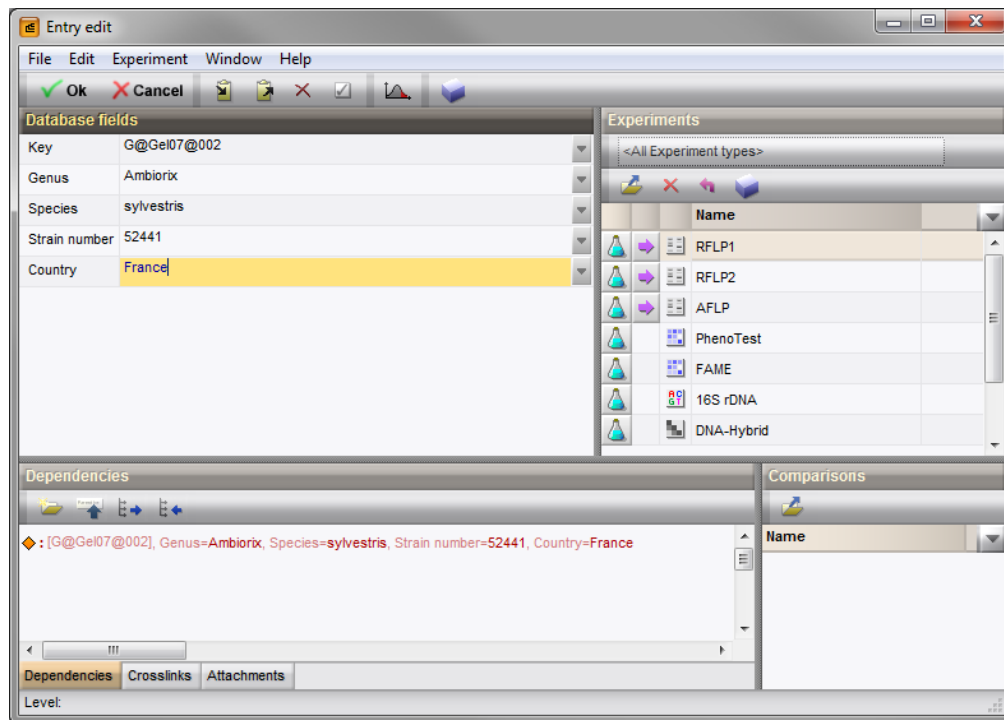 Entry edit
File Edit Experiment Window Help
Ok Cancel
Database fields
Key G@Gel07@002
Genus Ambiorix
Species sylvestris
Strain number 52441
Country France
Experiments
<All Experiment types>
Name
RFLP1
RFLP2
AFLP
PhenoTest
FAME
16S rDNA
DNA-Hybrid
Dependencies
: [G@Gel07@002], Genus=Ambiorix, Species=sylvestris, Strain number=52441, Country=France
Dependencies Crosslinks Attachments
Comparisons
Name
Level: